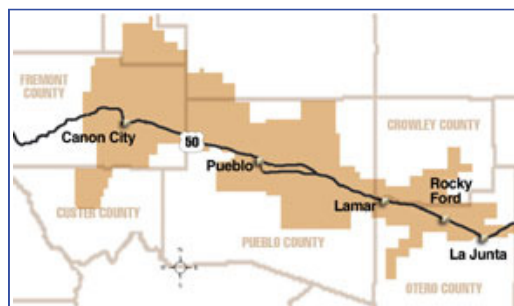 FREMONT
COUNTY
Canon City
50
CROWLEY COUNTY
Pueblo
Rocky
Ford
Lamar
CUSTER COUNTY
PUEBLO COUNTY
La Junta
OTERO COUNTY